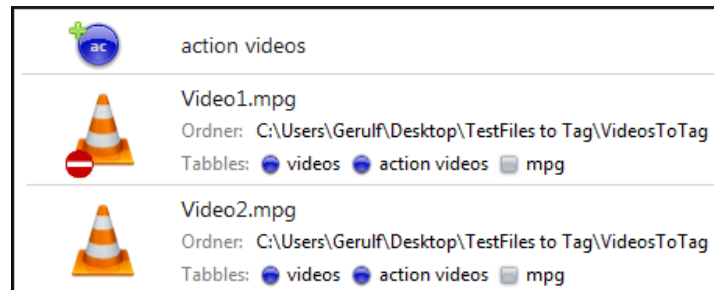 ac
action videos
Video1.mpg
Ordner: C:\Users\Gerulf\Desktop\TestFiles to Tag\VideosToTag
Tabbles: videos action videos mpg
Video2.mpg
Ordner: C:\Users\Gerulf\Desktop\TestFiles to Tag\VideosToTag
Tabbles: videos action videos mpg